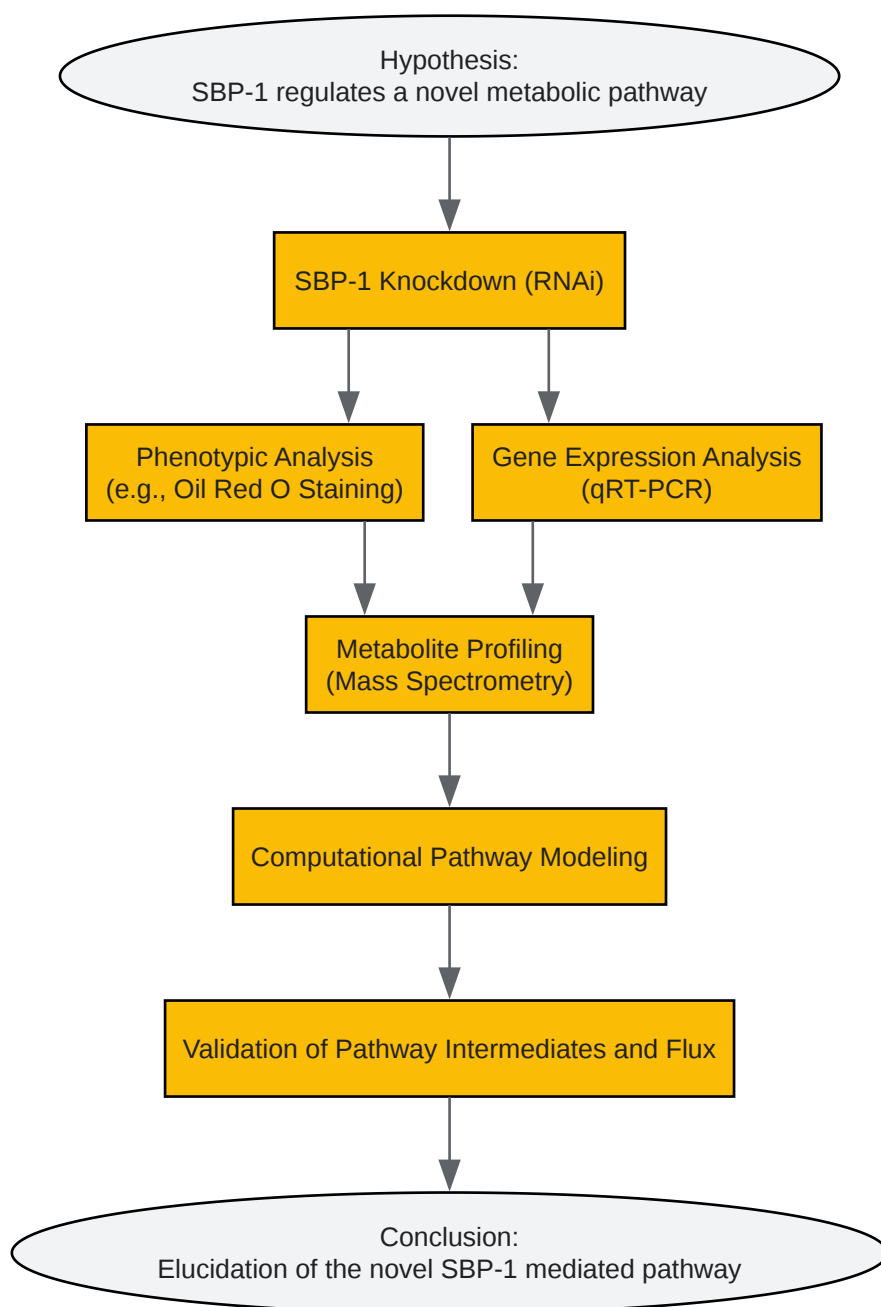 Hypothesis:
SBP-1 regulates a novel metabolic pathway
SBP-1 Knockdown (RNAi)
Phenotypic Analysis
(e.g., Oil Red O Staining)
Gene Expression Analysis
(qRT-PCR)
Metabolite Profiling
(Mass Spectrometry)
Computational Pathway Modeling
Validation of Pathway Intermediates and Flux
Conclusion:
Elucidation of the novel SBP-1 mediated pathway